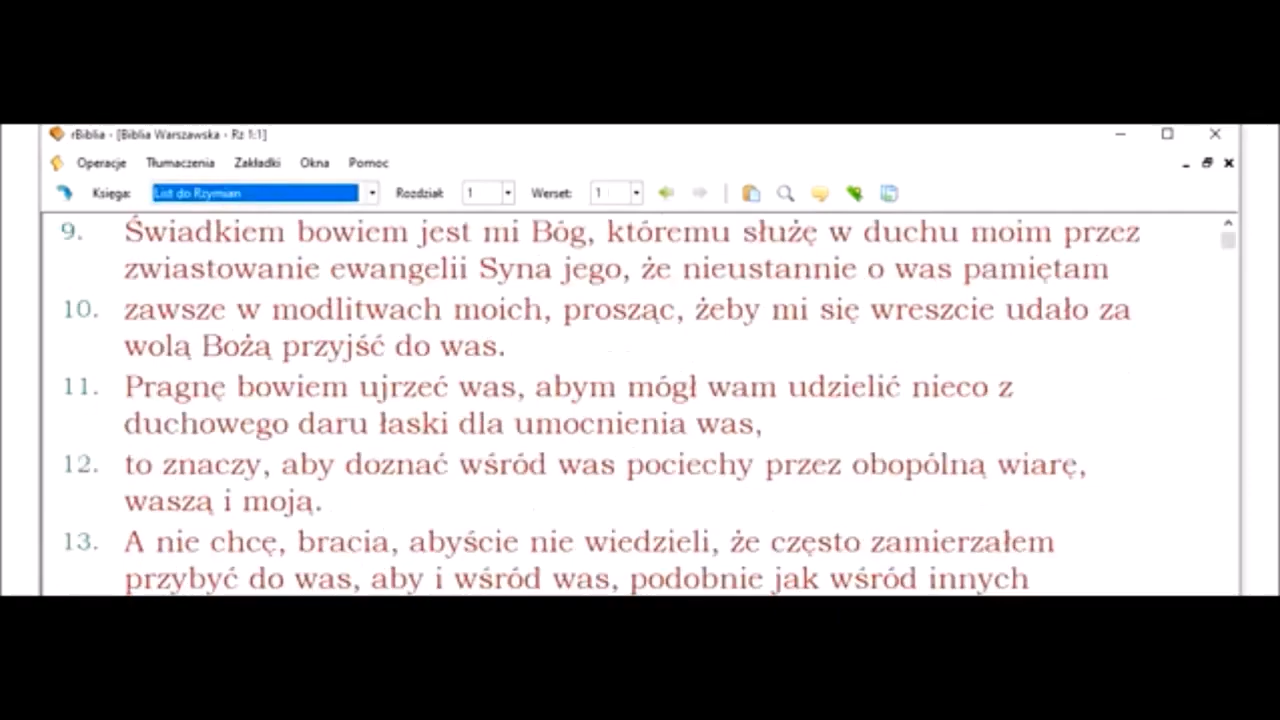 rBiblia - [Biblia Warszawska - Rz 1:1]
Operacje Tłumaczenia Zakładki Okna Pomoc
Księga: List do Rzymian Rozdział: 1 Werset: 1
9. Świadkiem bowiem jest mi Bóg, któremu służę w duchu moim przez
zwiastowanie ewangelii Syna jego, że nieustannie o was pamiętam
10. zawsze w modlitwach moich, prosząc, żeby mi się wreszcie udało za
wolą Bożą przyjść do was.
11. Pragnę bowiem ujrzeć was, abym mógł wam udzielić nieco z
duchowego daru łaski dla umocnienia was,
12. to znaczy, aby doznać wśród was pociechy przez obopólną wiarę,
waszą i moją.
13. A nie chcę, bracia, abyście nie wiedzieli, że często zamierzałem
przybyć do was, aby i wśród was, podobnie jak wśród innych